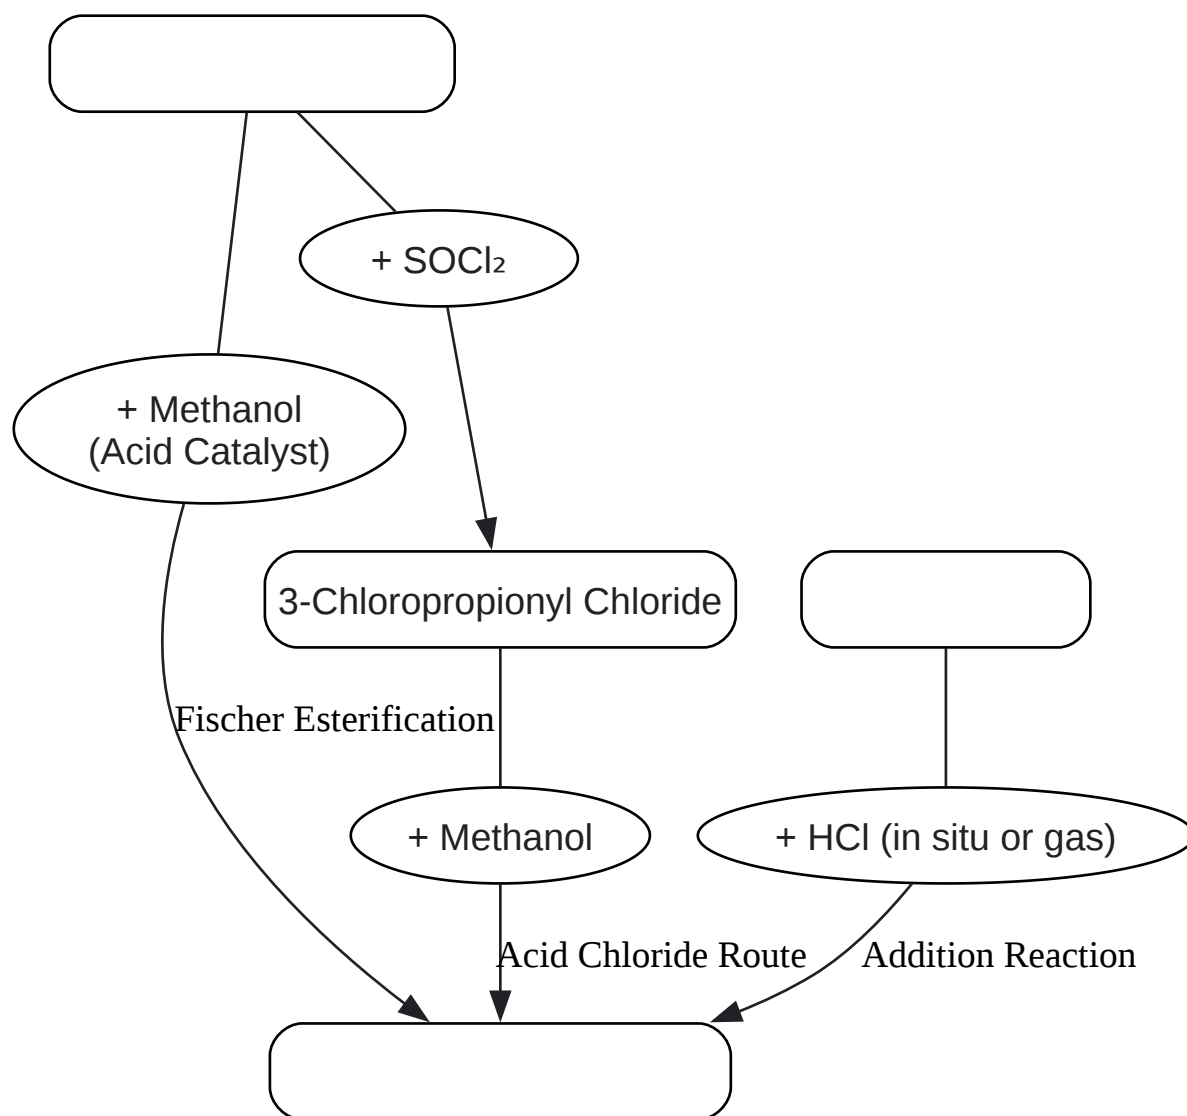 + SOCl₂
+ Methanol
(Acid Catalyst)
3-Chloropropionyl Chloride
Fischer Esterification
+ Methanol
+ HCl (in situ or gas)
Acid Chloride Route
Addition Reaction